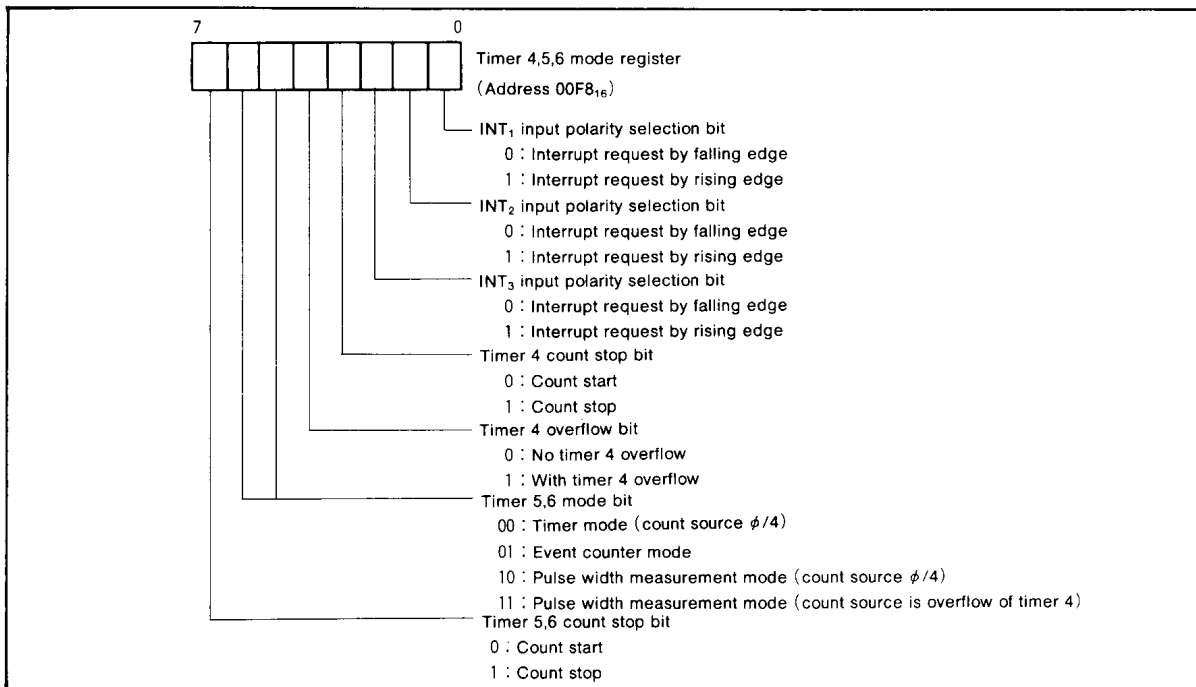 7 0
Timer 4,5,6 mode register
(Address 00F8₁₆)
INT₁ input polarity selection bit
0 : Interrupt request by falling edge
1 : Interrupt request by rising edge
INT₂ input polarity selection bit
0 : Interrupt request by falling edge
1 : Interrupt request by rising edge
INT₃ input polarity selection bit
0 : Interrupt request by falling edge
1 : Interrupt request by rising edge
Timer 4 count stop bit
0 : Count start
1 : Count stop
Timer 4 overflow bit
0 : No timer 4 overflow
1 : With timer 4 overflow
Timer 5,6 mode bit
00 : Timer mode (count source ϕ/4)
01 : Event counter mode
10 : Pulse width measurement mode (count source ϕ/4)
11 : Pulse width measurement mode (count source is overflow of timer 4)
Timer 5,6 count stop bit
0 : Count start
1 : Count stop